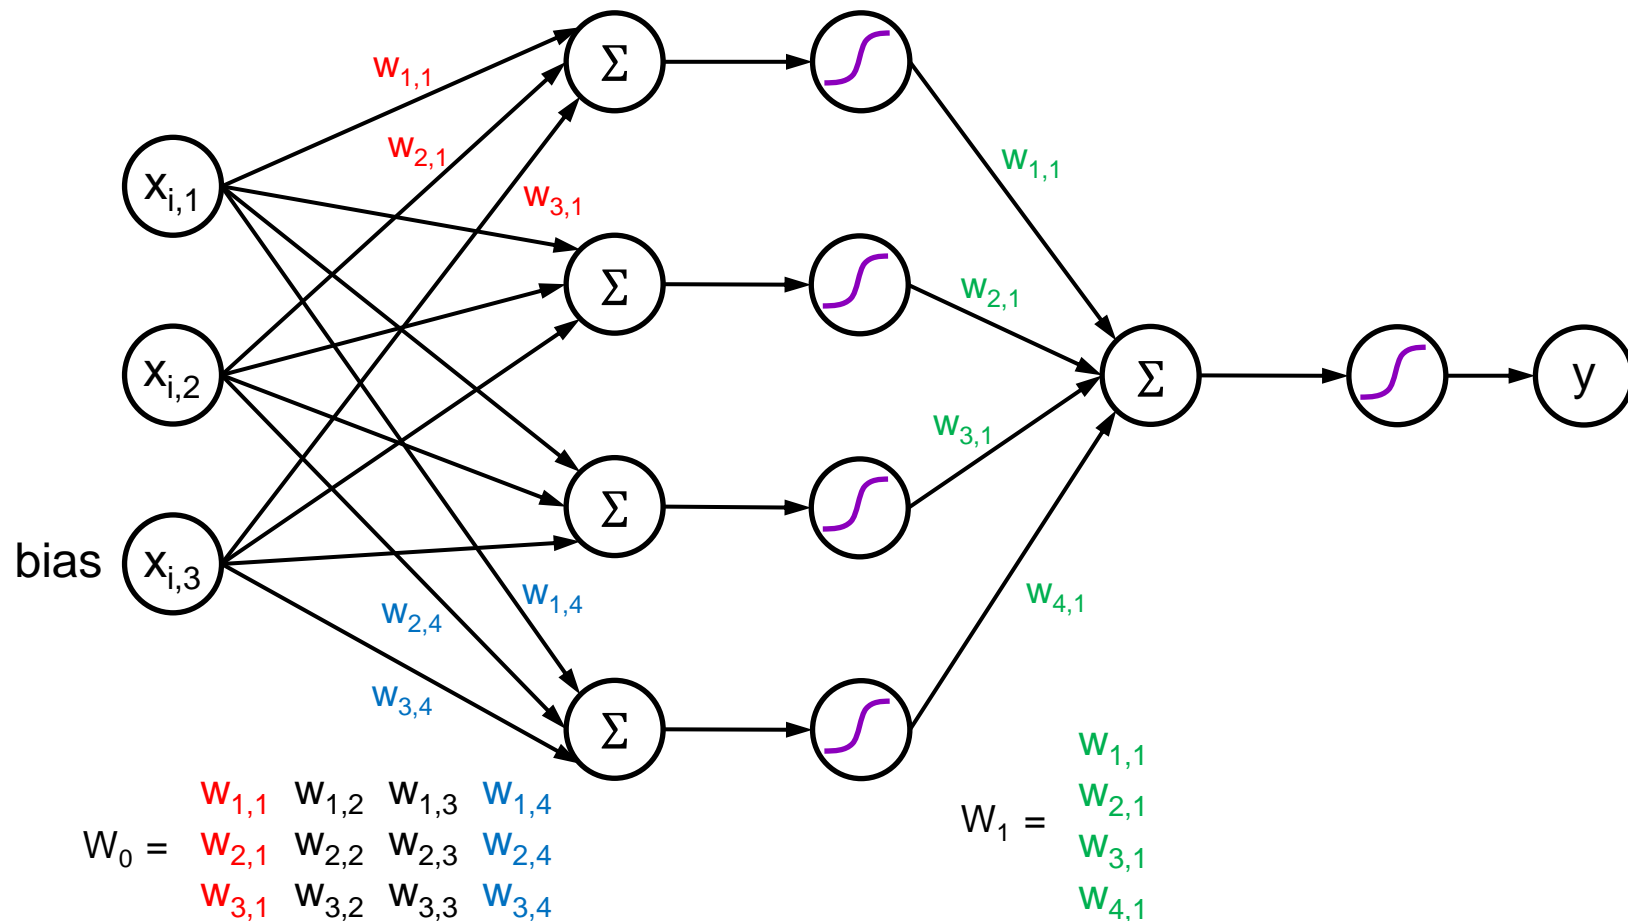 w1,1
Σ
w2,1
w1,1
xi,1
w3,1
Σ
w2,1
xi,2
Σ
y
w3,1
Σ
bias
xi,3
w1,4
w2,4
w4,1
w3,4
Σ
W0 =
w1,1 w1,2 w1,3 w1,4
w2,1 w2,2 w2,3 w2,4
w3,1 w3,2 w3,3 w3,4
W1 =
w1,1
w2,1
w3,1
w4,1